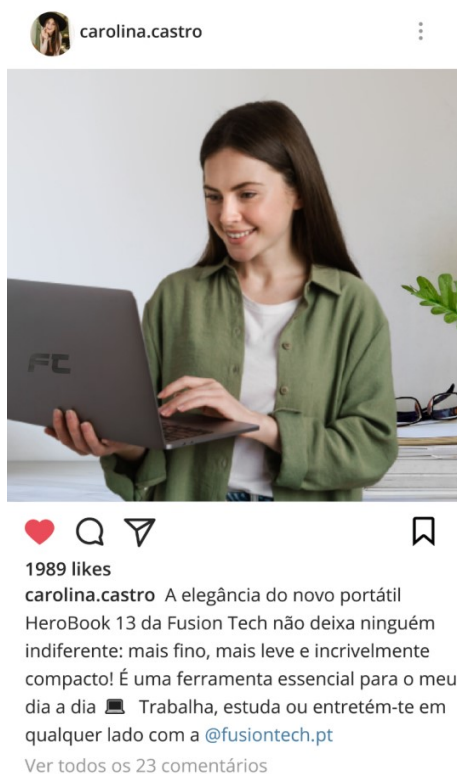 carolina.castro
FC
1989 likes
carolina.castro A elegância do novo portátil
HeroBook 13 da Fusion Tech não deixa ninguém
indiferente: mais fino, mais leve e incrivelmente
compacto! É uma ferramenta essencial para o meu
dia a dia 💻 Trabalha, estuda ou entretém-te em
qualquer lado com a @fusiontech.pt
Ver todos os 23 comentários